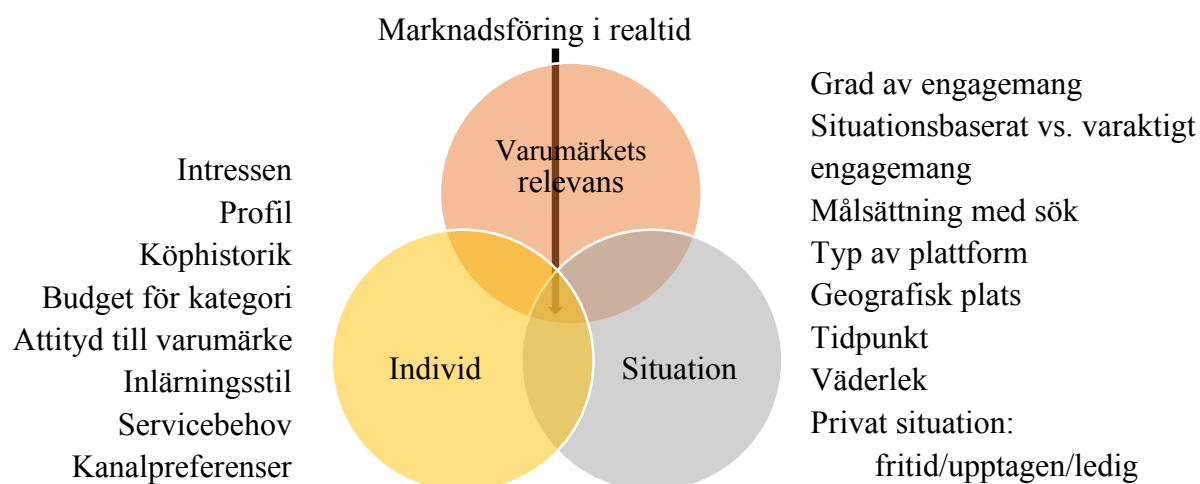 Marknadsföring i realtid
Varumärkets
relevans
Individ
Situation
Intressen
Profil
Köphistorik
Budget för kategori
Attityd till varumärke
Inlärningsstil
Servicebehov
Kanalpreferenser
Grad av engagemang
Situationsbaserat vs. varaktigt
engagemang
Målsättning med sök
Typ av plattform
Geografisk plats
Tidpunkt
Väderlek
Privat situation:
fritid/upptagen/ledig